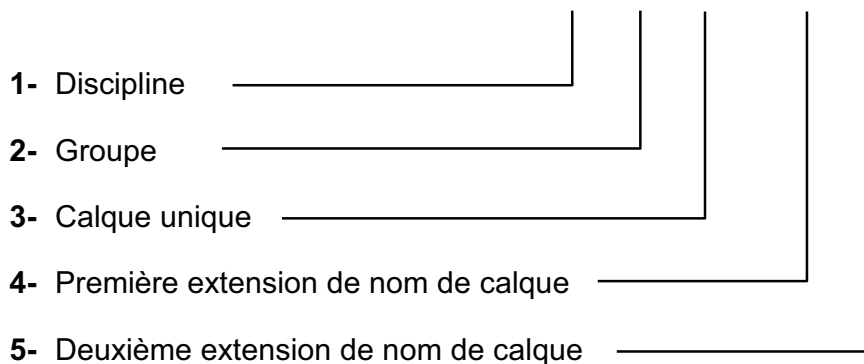 1- Discipline
2- Groupe
3- Calque unique
4- Première extension de nom de calque
5- Deuxième extension de nom de calque